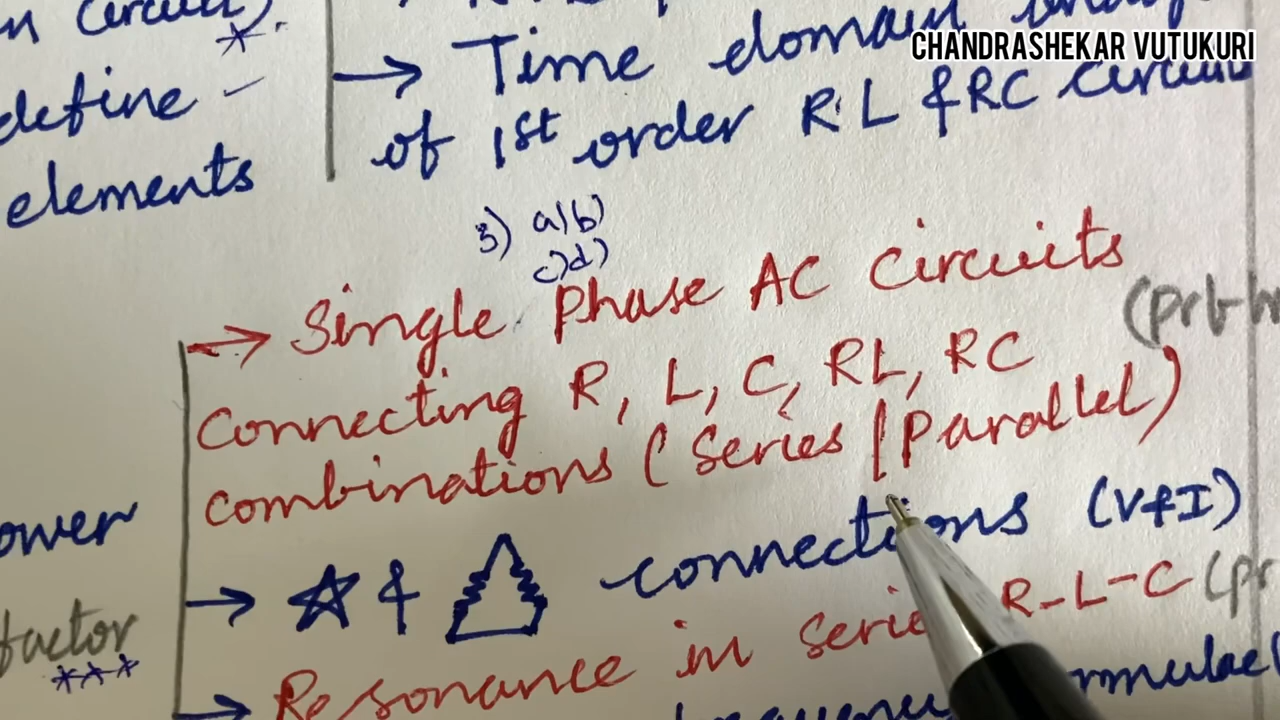 n circuit).
*
define –
elements
→ Time domain
CHANDRASHEKAR VUTUKURI
of 1st order R.L & RC circuits
3) a) b)
c) d)
→ Single Phase AC Circuits
Connecting R, L, C, RL, RC
combinations (Series / Parallel)
ower
→ & connections (V & I)
factor
***
→ Resonance in series R-L-C